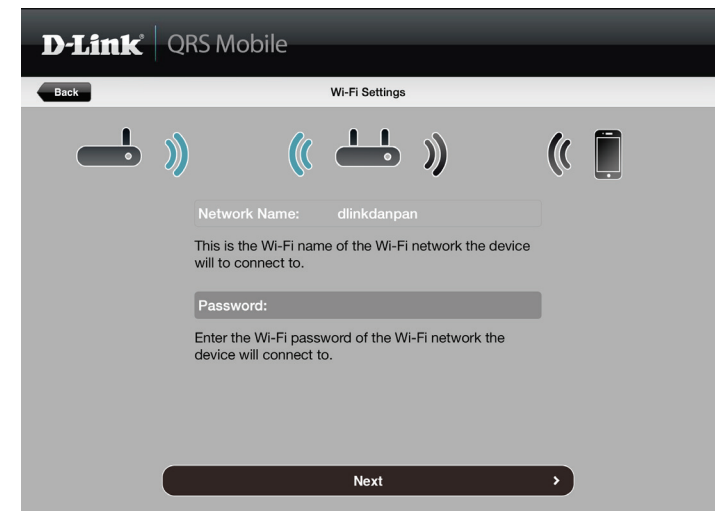 D-Link® QRS Mobile
Back Wi-Fi Settings
Network Name: dlinkdanpan
This is the Wi-Fi name of the Wi-Fi network the device
will to connect to.
Password:
Enter the Wi-Fi password of the Wi-Fi network the
device will connect to.
Next